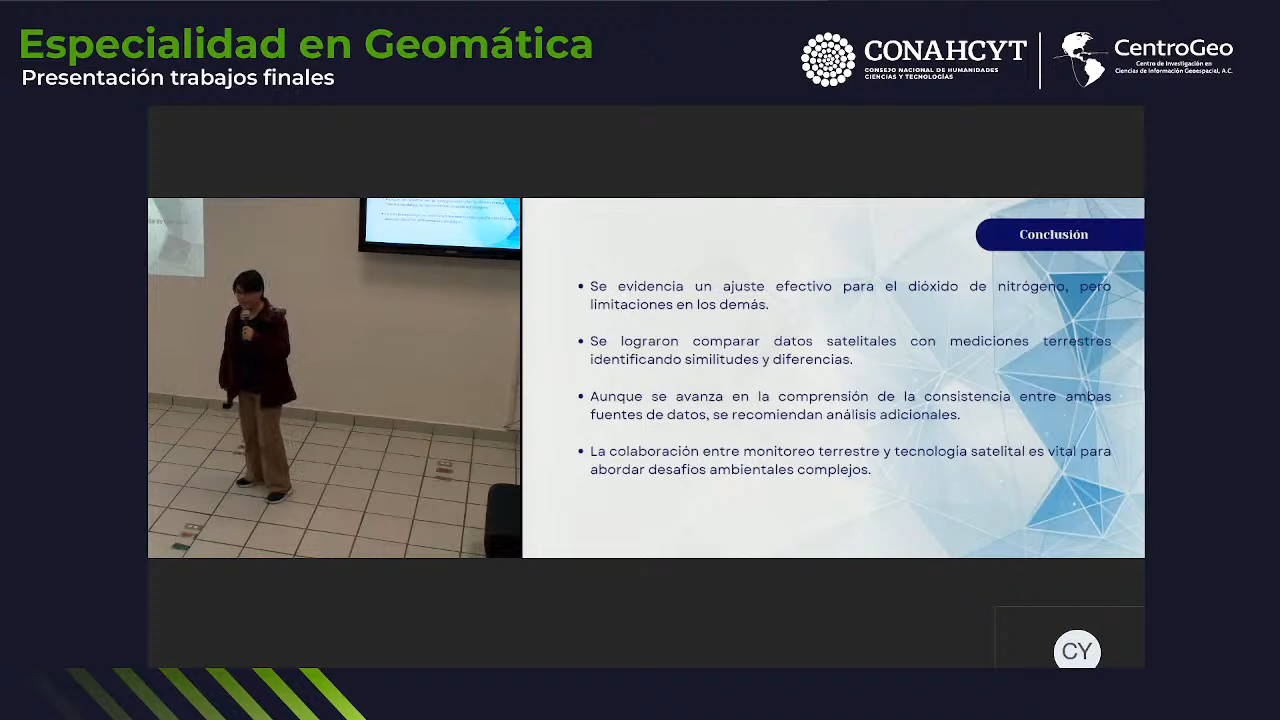 Especialidad en Geomática
Presentación trabajos finales
CONAHCYT
CONSEJO NACIONAL DE HUMANIDADES
CIENCIAS Y TECNOLOGÍAS
CentroGeo
Centro de Investigación en
Ciencias de Información Geoespacial, A.C.
Conclusión
• Se evidencia un ajuste efectivo para el dióxido de nitrógeno, pero
limitaciones en los demás.
• Se lograron comparar datos satelitales con mediciones terrestres
identificando similitudes y diferencias.
• Aunque se avanza en la comprensión de la consistencia entre ambas
fuentes de datos, se recomiendan análisis adicionales.
• La colaboración entre monitoreo terrestre y tecnología satelital es vital para
abordar desafíos ambientales complejos.
CY